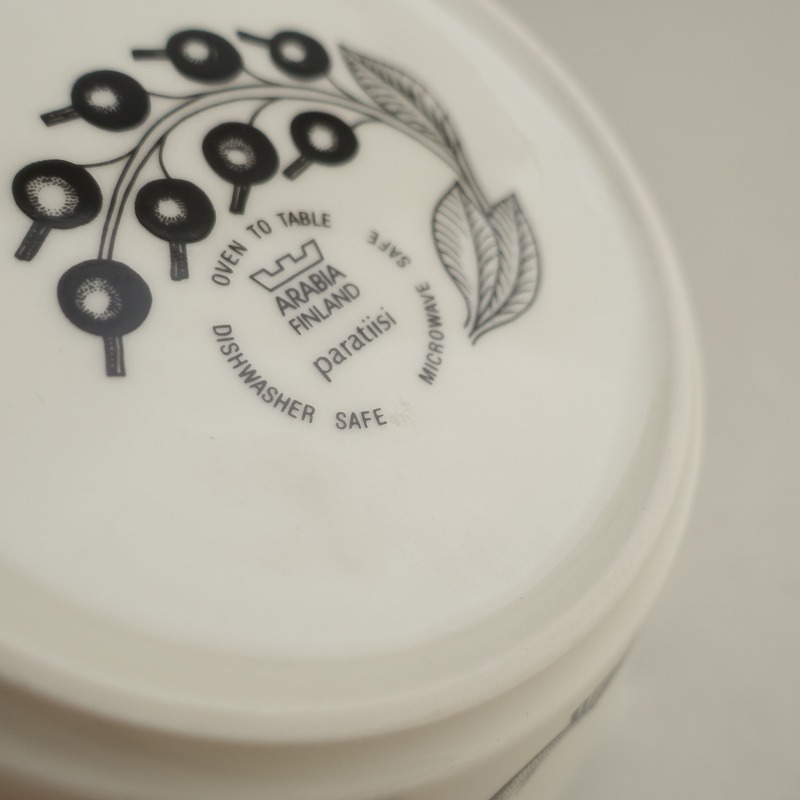 OVEN TO TABLE
MICROWAVE SAFE
ARABIA
FINLAND
paratiisi
DISHWASHER SAFE